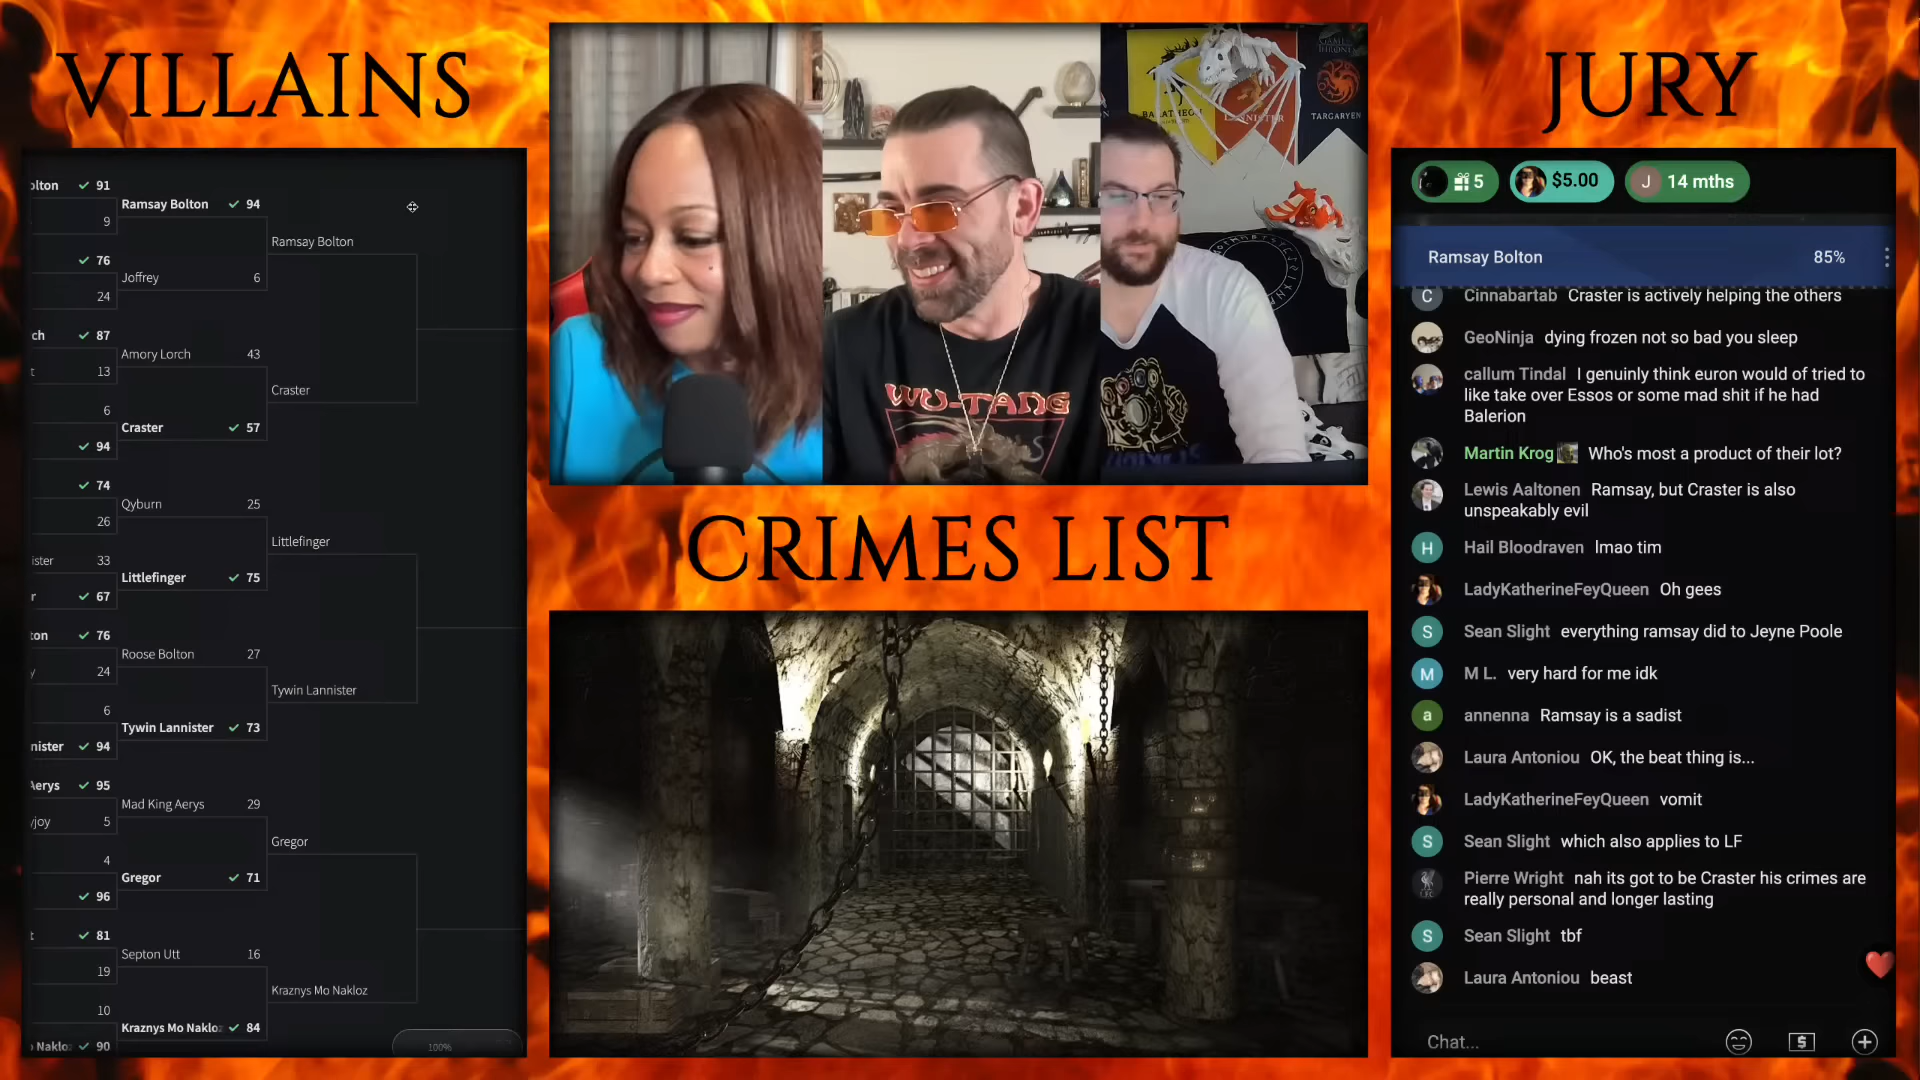 VILLAINS
olton ✓ 91
9
✓ 76
24
ch ✓ 87
t 13
6
✓ 94
✓ 74
26
ister 33
r ✓ 67
ton ✓ 76
y 24
6
nister ✓ 94
Aerys ✓ 95
yjoy 5
4
✓ 96
t ✓ 81
19
10
Naklo ✓ 90
Ramsay Bolton ✓ 94
Joffrey 6
Amory Lorch 43
Craster ✓ 57
Qyburn 25
Littlefinger ✓ 75
Roose Bolton 27
Tywin Lannister ✓ 73
Mad King Aerys 29
Gregor ✓ 71
Septon Utt 16
Kraznys Mo Nakloz ✓ 84
Ramsay Bolton
Craster
Littlefinger
Tywin Lannister
Gregor
Kraznys Mo Nakloz
100%
GAME OF THRONES
BARATHEON
LANNISTER
TARGARYEN
WU-TANG
CRIMES LIST
JURY
5
$5.00
J 14 mths
Ramsay Bolton 85%
C Cinnabartab Craster is actively helping the others
GeoNinja dying frozen not so bad you sleep
callum Tindal I genuinely think euron would of tried to
like take over Essos or some mad shit if he had
Balerion
Martin Krog Who's most a product of their lot?
Lewis Aaltonen Ramsay, but Craster is also
unspeakably evil
H Hail Bloodraven lmao tim
LadyKatherineFeyQueen Oh gees
S Sean Slight everything ramsay did to Jeyne Poole
M M L. very hard for me idk
a annenna Ramsay is a sadist
Laura Antoniou OK, the beat thing is...
LadyKatherineFeyQueen vomit
S Sean Slight which also applies to LF
Pierre Wright nah its got to be Craster his crimes are
really personal and longer lasting
S Sean Slight tbf
Laura Antoniou beast
Chat...